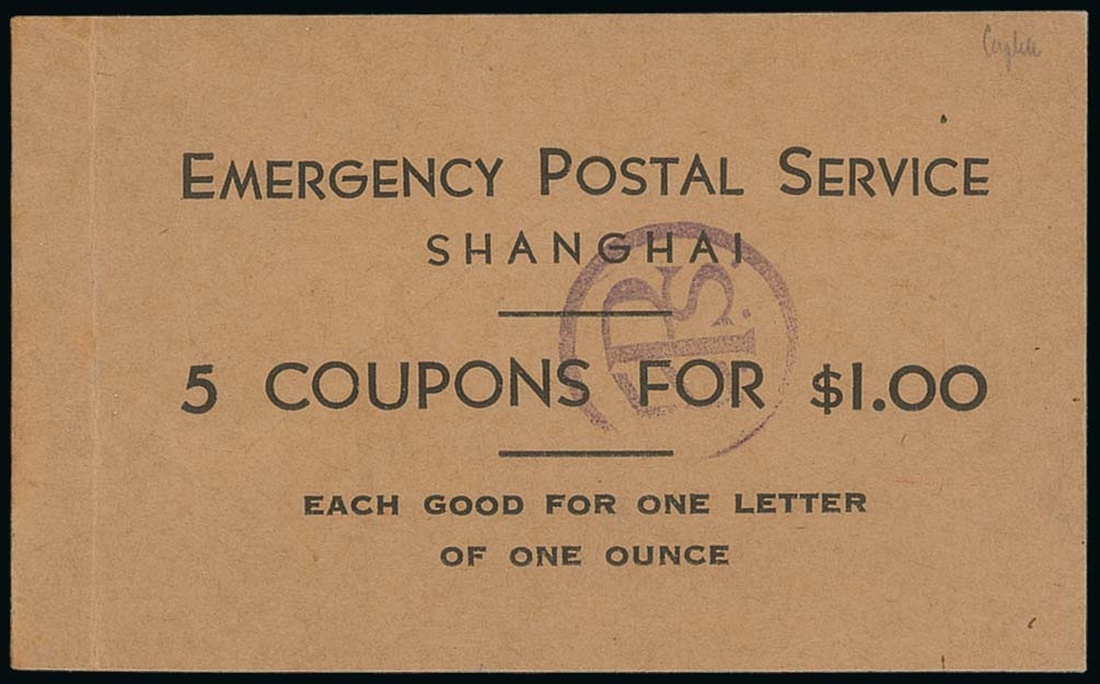 EMERGENCY POSTAL SERVICE
SHANGHAI
5 COUPONS FOR $1.00
EACH GOOD FOR ONE LETTER
OF ONE OUNCE